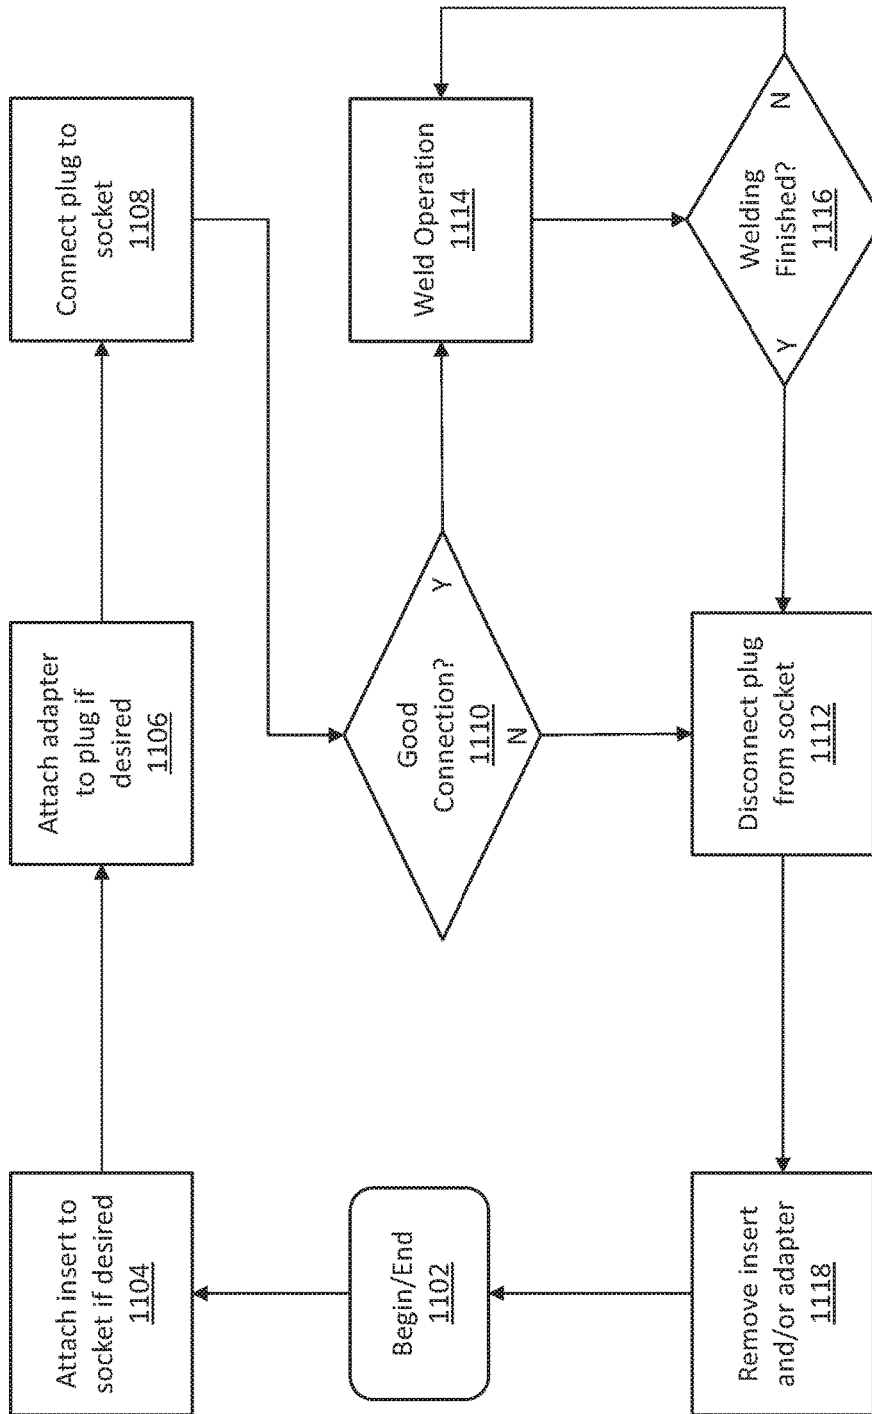 Attach insert to
socket if desired
1104
Attach adapter
to plug if
desired
1106
Connect plug to
socket
1108
Begin/End
1102
Good
Connection?
1110
Y
N
Weld Operation
1114
Remove insert
and/or adapter
1118
Disconnect plug
from socket
1112
Welding
Finished?
1116
Y
N